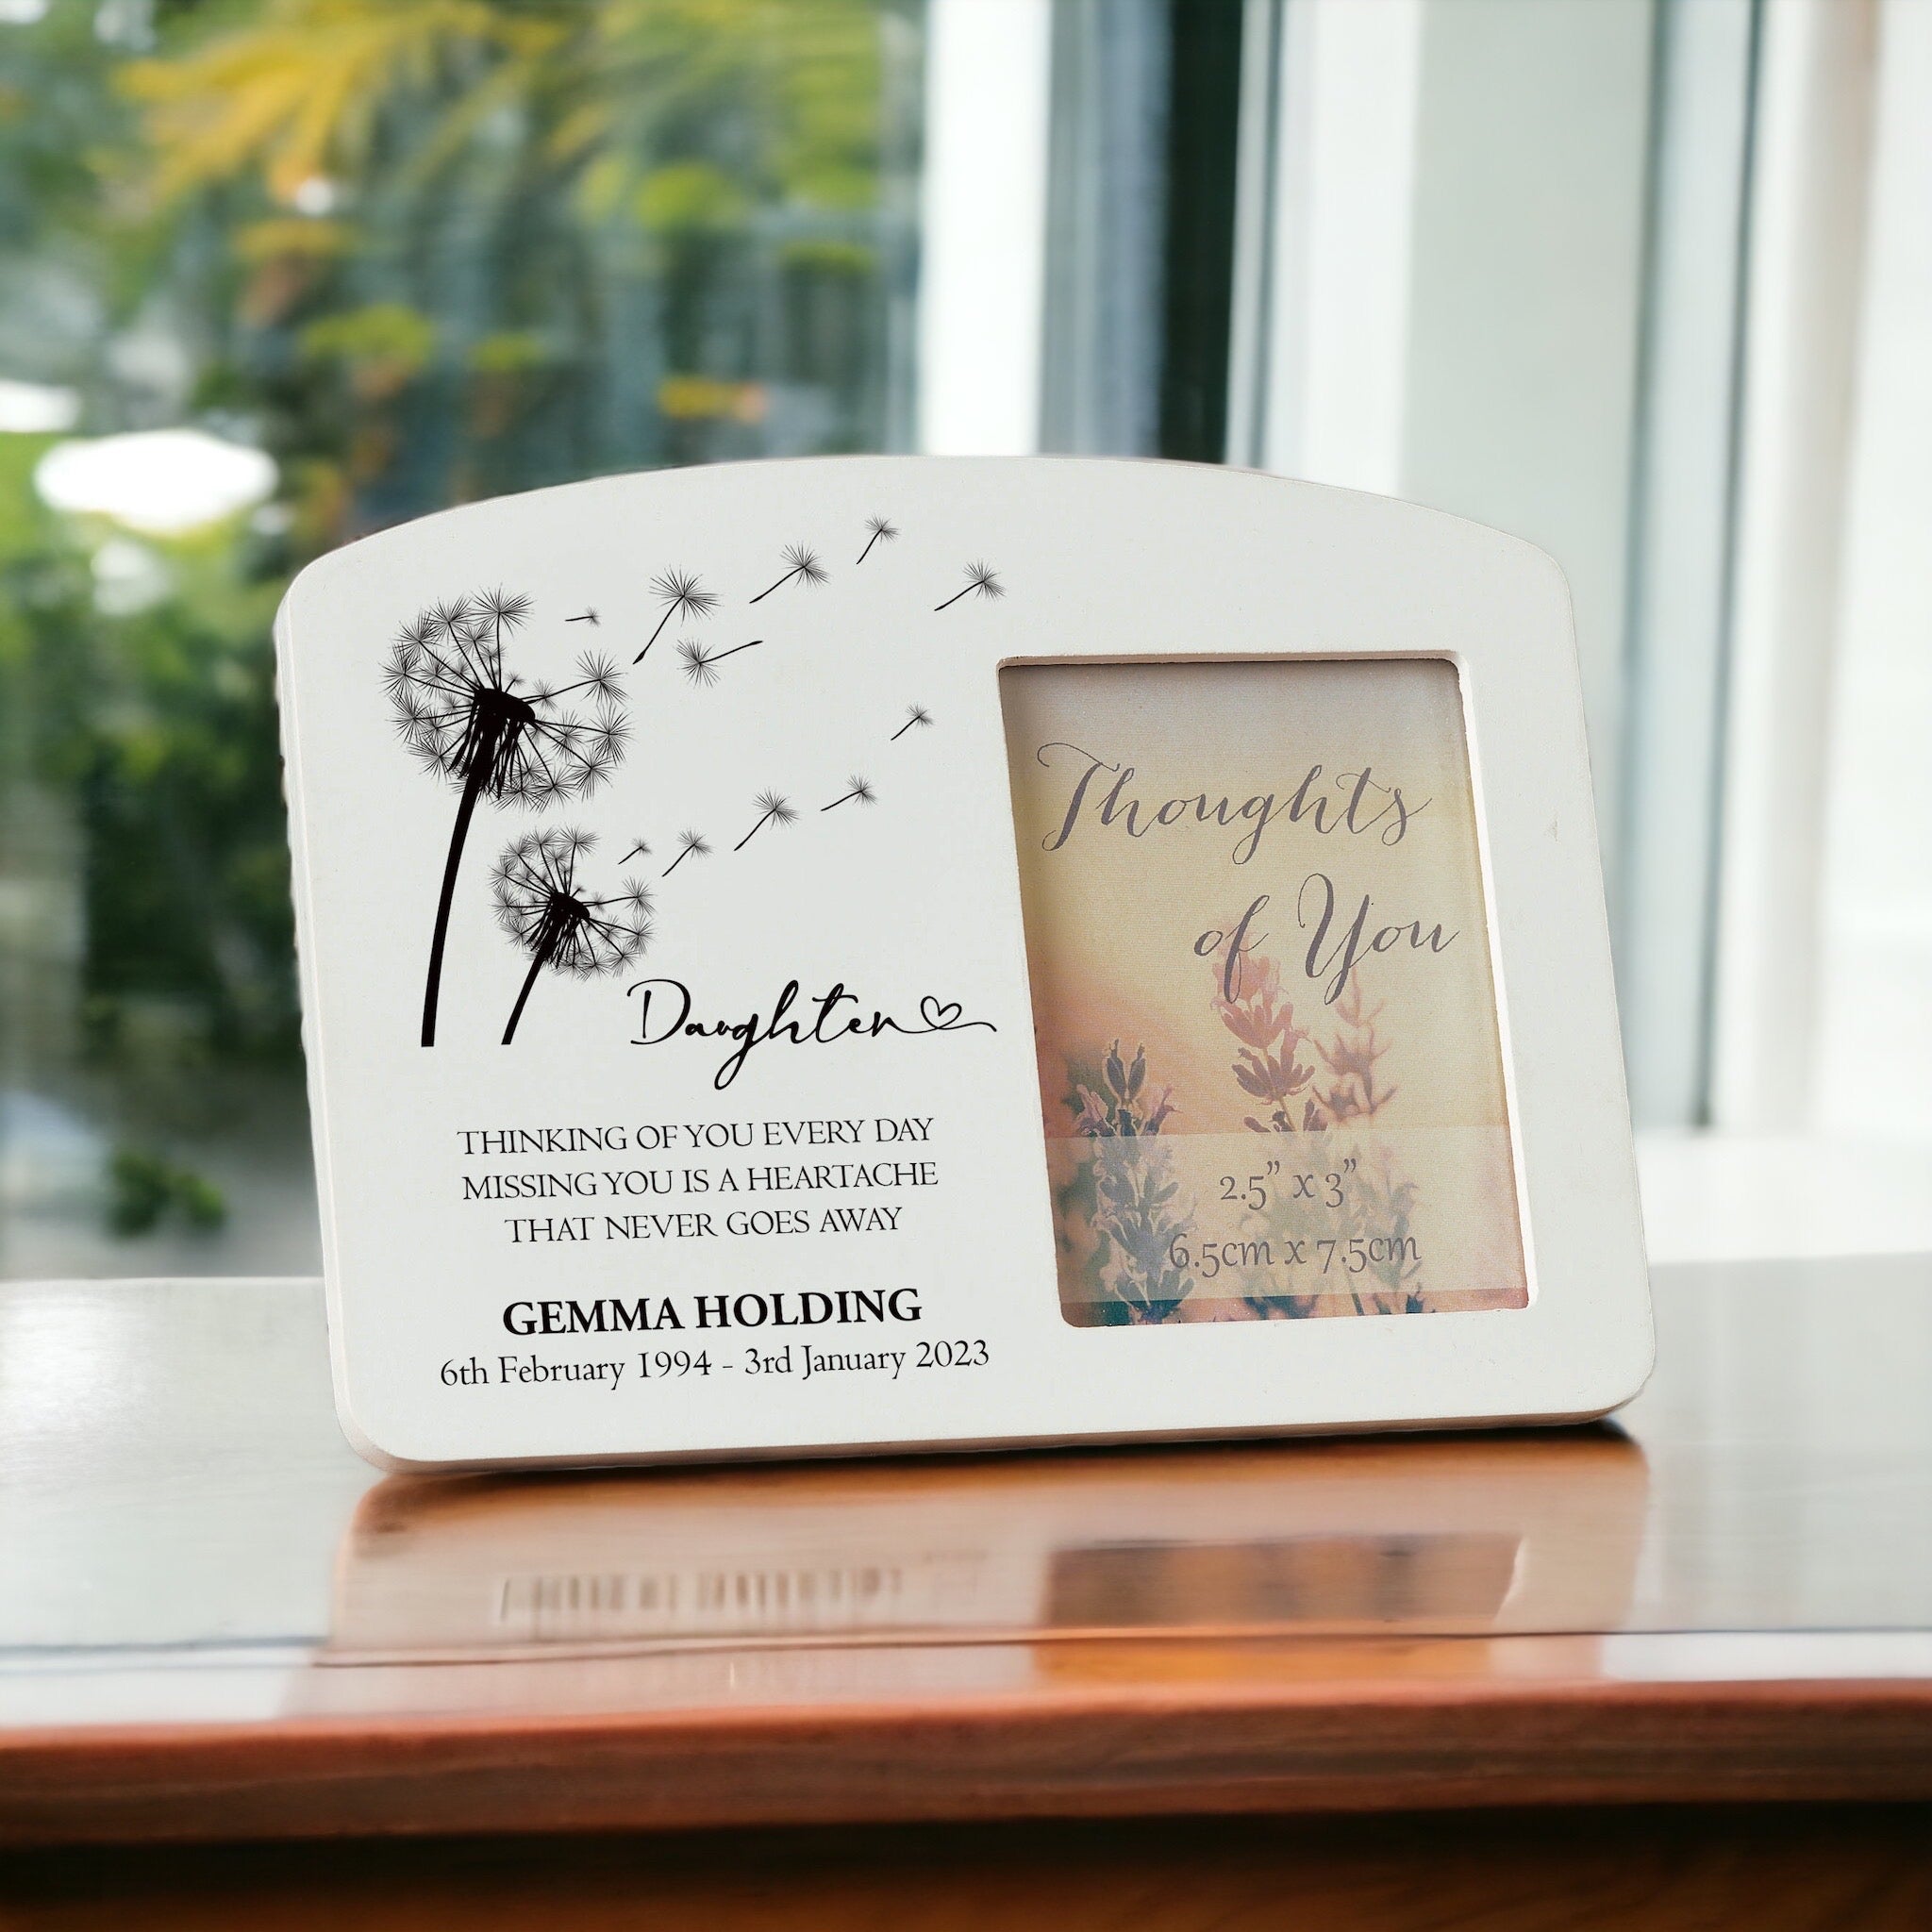 Daughter
THINKING OF YOU EVERY DAY
MISSING YOU IS A HEARTACHE
THAT NEVER GOES AWAY
GEMMA HOLDING
6th February 1994 - 3rd January 2023
Thoughts
of You
2.5” x 3”
6.5cm x 7.5cm